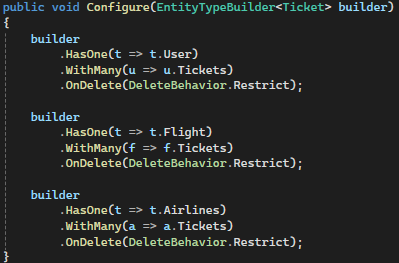 public void Configure(EntityTypeBuilder<Ticket> builder)
{
    builder
        .HasOne(t => t.User)
        .WithMany(u => u.Tickets)
        .OnDelete(DeleteBehavior.Restrict);

    builder
        .HasOne(t => t.Flight)
        .WithMany(f => f.Tickets)
        .OnDelete(DeleteBehavior.Restrict);

    builder
        .HasOne(t => t.Airlines)
        .WithMany(a => a.Tickets)
        .OnDelete(DeleteBehavior.Restrict);
}